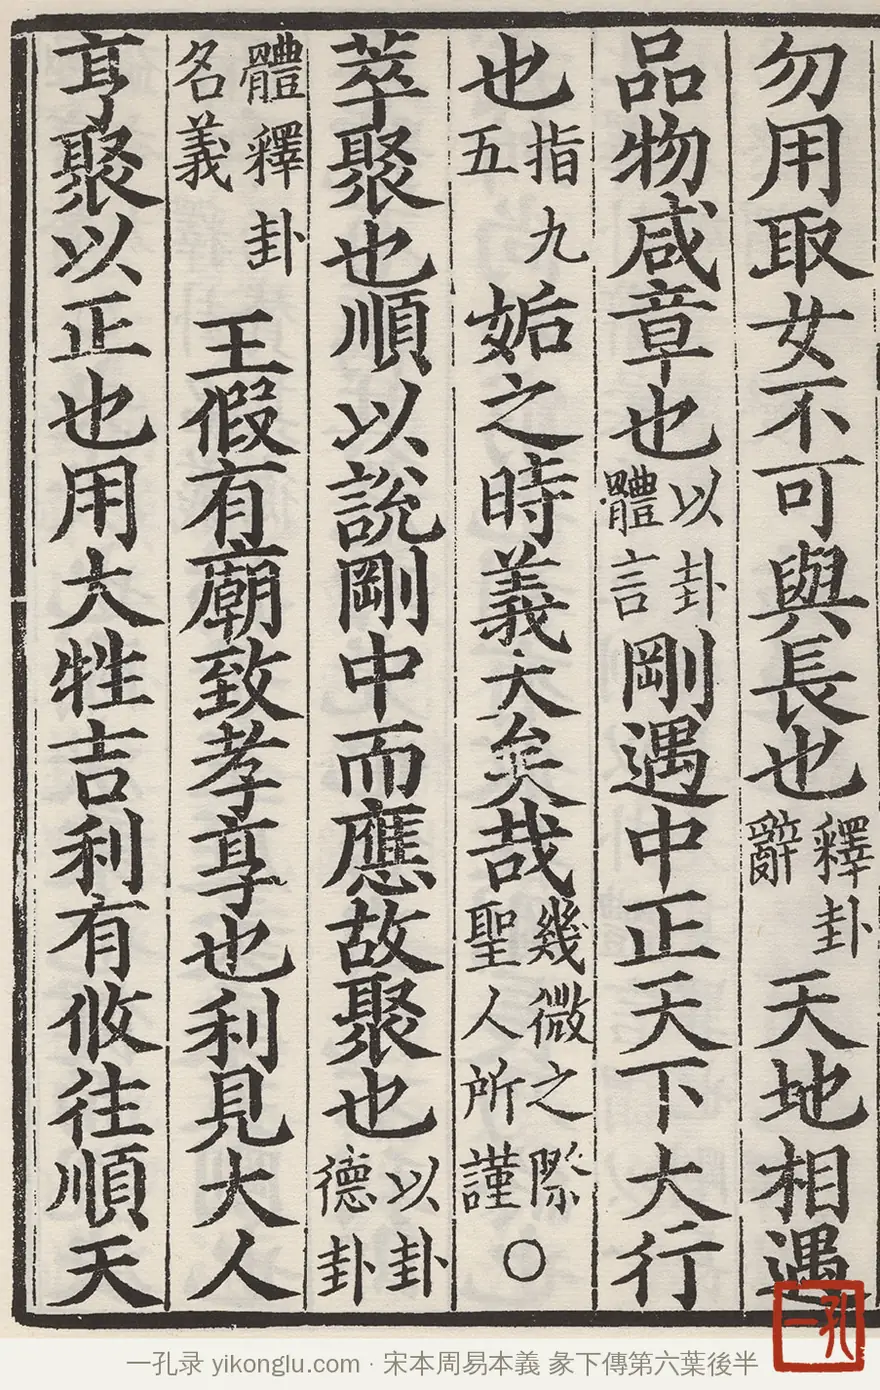 勿用取女不可與長也釋卦辭天地相遇
品物咸章也以卦體言剛遇中正天下大行
也指九五姤之時義大矣哉幾微之際聖人所謹○
萃聚也順以說剛中而應故聚也以卦德卦
體釋卦名義王假有廟致孝享也利見大人
亨聚以正也用大牲吉利有攸往順天
一孔
一孔录 yikonglu.com · 宋本周易本義 彖下傳第六葉後半